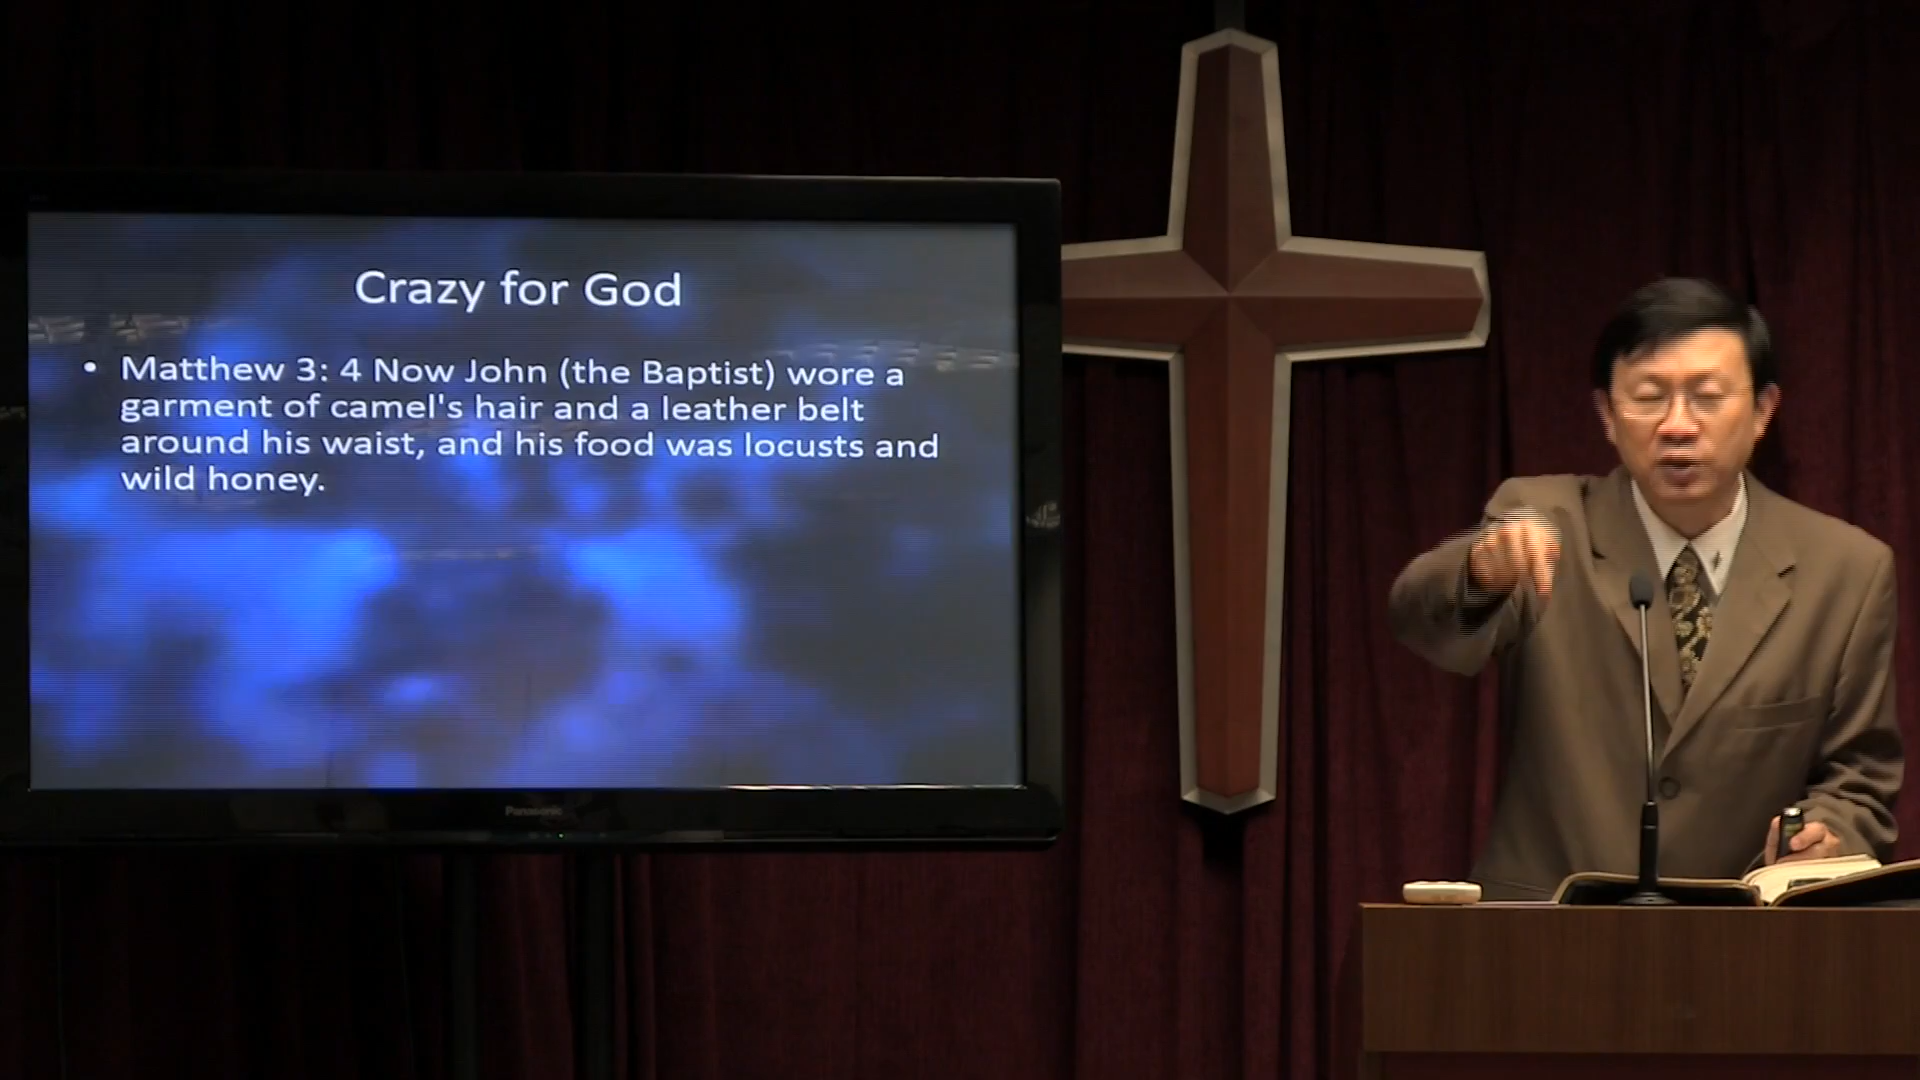 Crazy for God
• Matthew 3: 4 Now John (the Baptist) wore a
garment of camel's hair and a leather belt
around his waist, and his food was locusts and
wild honey.
Panasonic